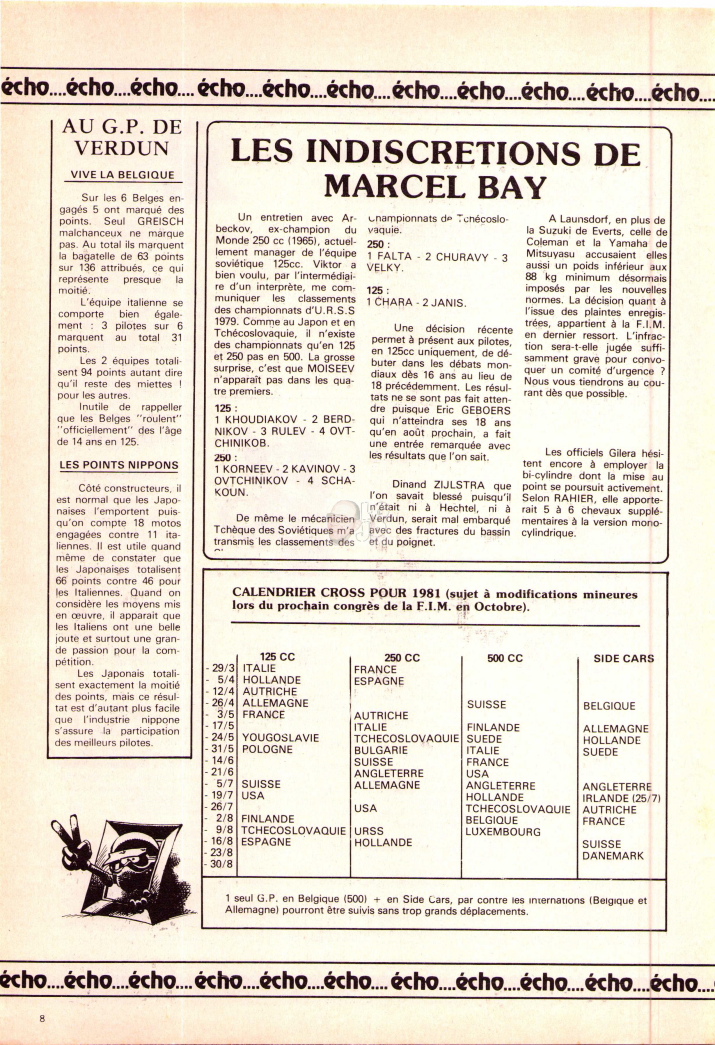 écho....écho....écho.... écho....écho....écho....écho....écho....écho....écho....écho....
AU G.P. DE
VERDUN
VIVE LA BELGIQUE
Sur les 6 Belges en-
gagés 5 ont marqué des
points. Seul GREISCH
malchanceux ne marque
pas. Au total ils marquent
la bagatelle de 63 points
sur 136 attribués, ce qui
représente presque la
moitié.
L'équipe italienne se
comporte bien égale-
ment : 3 pilotes sur 6
marquent au total 31
points.
Les 2 équipes totali-
sent 94 points autant dire
qu'il reste des miettes !
pour les autres.
Inutile de rappeller
que les Belges "roulent"
"officiellement" des l'âge
de 14 ans en 125.
LES POINTS NIPPONS
Côté constructeurs, il
est normal que les Japo-
naises l'emportent puis-
qu'on compte 18 motos
engagées contre 11 ita-
liennes. Il est utile quand
même de constater que
les Japonaises totalisent
66 points contre 46 pour
les Italiennes. Quand on
considère les moyens mis
en œuvre, il apparait que
les Italiens ont une belle
joute et surtout une gran-
de passion pour la com-
pétition.
Les Japonais totali-
sent exactement la moitié
des points, mais ce résul-
tat est d'autant plus facile
que l'industrie nippone
s'assure la participation
des meilleurs pilotes.
LES INDISCRETIONS DE
MARCEL BAY
Un entretien avec Ar-
beckov, ex-champion du
Monde 250 cc (1965), actuel-
lement manager de l'équipe
soviétique 125cc. Viktor a
bien voulu, par l'intermédiai-
re d'un interprète, me com-
muniquer les classements
des championnats d'U.R.S.S
1979. Comme au Japon et en
Tchécoslovaquie, il n'existe
des championnats qu'en 125
et 250 pas en 500. La grosse
surprise, c'est que MOISEEV
n'apparaît pas dans les qua-
tre premiers.
125 :
1 KHOUDIAKOV - 2 BERD-
NIKOV - 3 RULEV - 4 OVT-
CHINIKOB.
250 :
1 KORNEEV - 2 KAVINOV - 3
OVTCHINIKOV - 4 SCHA-
KOUN.
De même le mécanicien
Tchèque des Soviétiques m'a
transmis les classements des
Championnats de Tchécoslo-
vaquie.
250 :
1 FALTA - 2 CHURAVY - 3
VELKY.
125 :
1 CHARA - 2 JANIS.
Une décision récente
permet à présent aux pilotes,
en 125cc uniquement, de dé-
buter dans les débats mon-
diaux dès 16 ans au lieu de
18 précédemment. Les résul-
tats ne se sont pas fait atten-
dre puisque Eric GEBOERS
qui n'atteindra ses 18 ans
qu'en août prochain, a fait
une entrée remarquée avec
les résultats que l'on sait.
Dinand ZIJLSTRA que
l'on savait blessé puisqu'il
n'était ni à Hechtel, ni à
Verdun, serait mal embarqué
avec des fractures du bassin
et du poignet.
A Launsdorf, en plus de
la Suzuki de Everts, celle de
Coleman et la Yamaha de
Mitsuyasu accusaient elles
aussi un poids inférieur aux
88 kg minimum désormais
imposés par les nouvelles
normes. La décision quant à
l'issue des plaintes enregis-
trées, appartient à la F.I.M.
en dernier ressort. L'infrac-
tion sera-t-elle jugée suffi-
samment grave pour convo-
quer un comité d'urgence ?
Nous vous tiendrons au cou-
rant dès que possible.
Les officiels Gilera hési-
tent encore à employer la
bi-cylindre dont la mise au
point se poursuit activement.
Selon RAHIER, elle apporte-
rait 5 à 6 chevaux supplé-
mentaires à la version mono-
cylindrique.
CALENDRIER CROSS POUR 1981 (sujet à modifications mineures
lors du prochain congrès de la F.I.M. en Octobre).
125 CC 250 CC 500 CC SIDE CARS
- 29/3 ITALIE FRANCE
- 5/4 HOLLANDE ESPAGNE
- 12/4 AUTRICHE
- 26/4 ALLEMAGNE SUISSE BELGIQUE
- 3/5 FRANCE AUTRICHE
- 17/5 ITALIE FINLANDE ALLEMAGNE
- 24/5 YOUGOSLAVIE TCHECOSLOVAQUIE SUEDE HOLLANDE
- 31/5 POLOGNE BULGARIE ITALIE SUEDE
- 14/6 SUISSE FRANCE
- 21/6 ANGLETERRE USA
- 5/7 SUISSE ALLEMAGNE ANGLETERRE ANGLETERRE
- 19/7 USA HOLLANDE IRLANDE (25/7)
- 26/7 USA TCHECOSLOVAQUIE AUTRICHE
- 2/8 FINLANDE BELGIQUE FRANCE
- 9/8 TCHECOSLOVAQUIE URSS LUXEMBOURG
- 16/8 ESPAGNE HOLLANDE SUISSE
- 23/8 DANEMARK
- 30/8
1 seul G.P. en Belgique (500) + en Side Cars, par contre les internations (Belgique et
Allemagne) pourront être suivis sans trop grands déplacements.
écho....écho....écho....écho....écho....écho....écho....écho....écho....écho....écho....
8